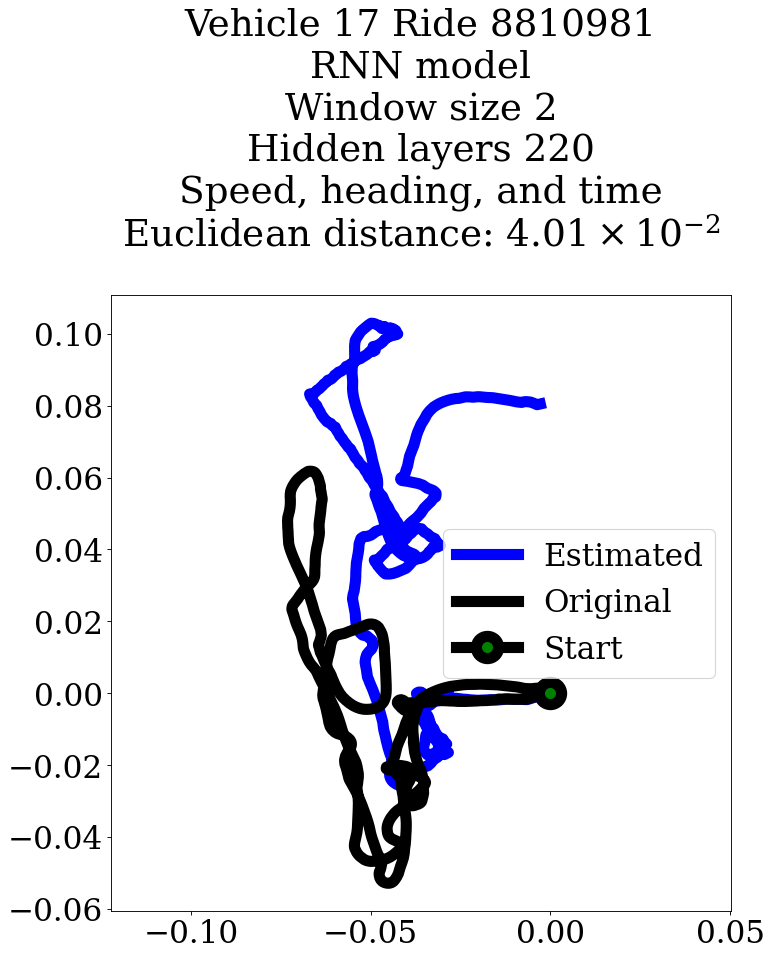 Vehicle 17 Ride 8810981
RNN model
Window size 2
Hidden layers 220
Speed, heading, and time
Euclidean distance: 4.01 × 10⁻²
0.10
0.08
0.06
0.04
0.02
0.00
−0.02
−0.04
−0.06
Estimated
Original
Start
−0.10 −0.05 0.00 0.05